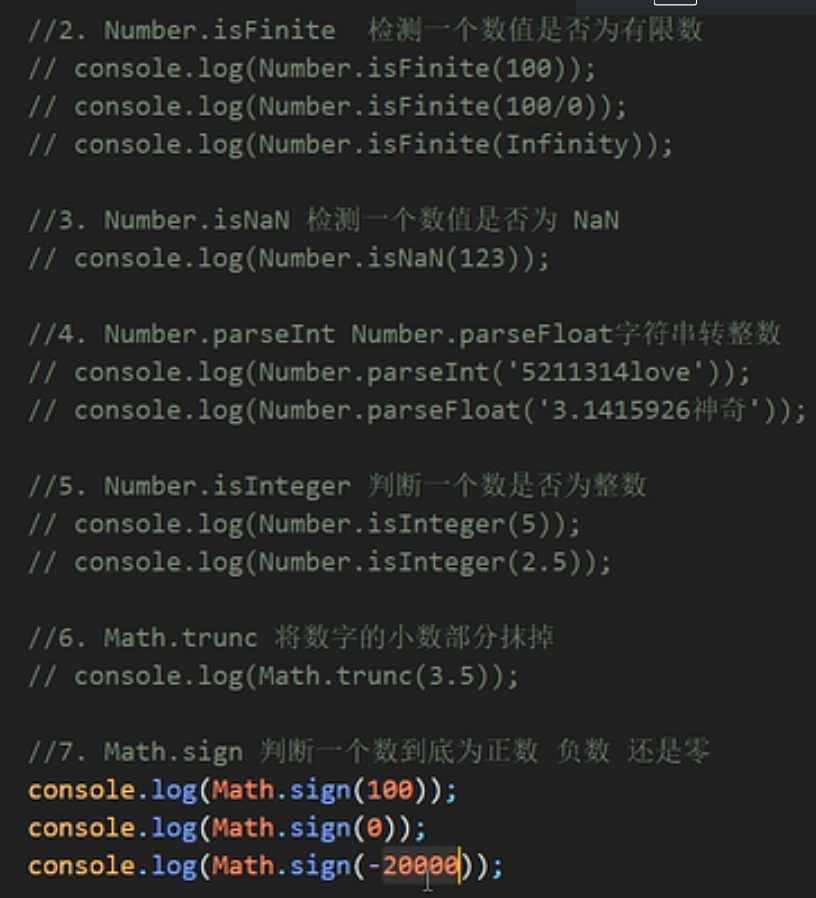 //2. Number.isFinite  检测一个数值是否为有限数
// console.log(Number.isFinite(100));
// console.log(Number.isFinite(100/0));
// console.log(Number.isFinite(Infinity));
//3. Number.isNaN 检测一个数值是否为 NaN
// console.log(Number.isNaN(123));
//4. Number.parseInt Number.parseFloat字符串转整数
// console.log(Number.parseInt('5211314love'));
// console.log(Number.parseFloat('3.1415926神奇'));
//5. Number.isInteger 判断一个数是否为整数
// console.log(Number.isInteger(5));
// console.log(Number.isInteger(2.5));
//6. Math.trunc 将数字的小数部分抹掉
// console.log(Math.trunc(3.5));
//7. Math.sign 判断一个数到底为正数 负数 还是零
console.log(Math.sign(100));
console.log(Math.sign(0));
console.log(Math.sign(-20000));